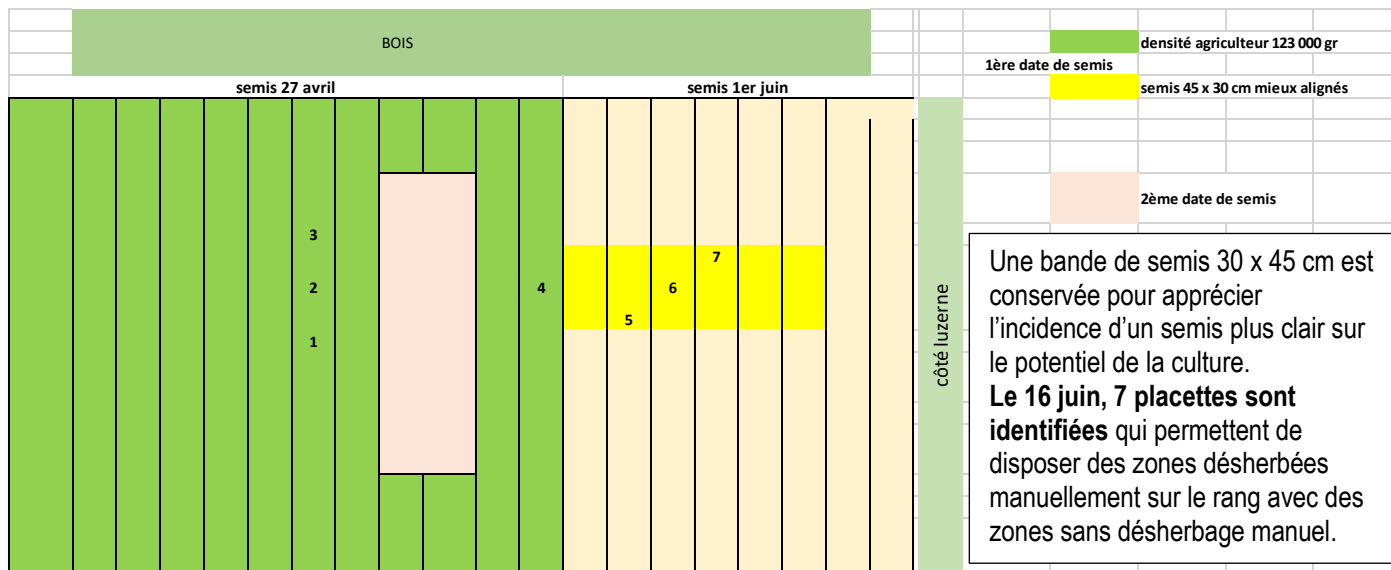 BOIS
densité agriculteur 123 000 gr
1ère date de semis
semis 27 avril
semis 1er juin
semis 45 x 30 cm mieux alignés
2ème date de semis
3
7
2
4
6
5
1
côté luzerne
Une bande de semis 30 x 45 cm est
conservée pour apprécier
l’incidence d’un semis plus clair sur
le potentiel de la culture.
Le 16 juin, 7 placettes sont
identifiées qui permettent de
disposer des zones désherbées
manuellement sur le rang avec des
zones sans désherbage manuel.